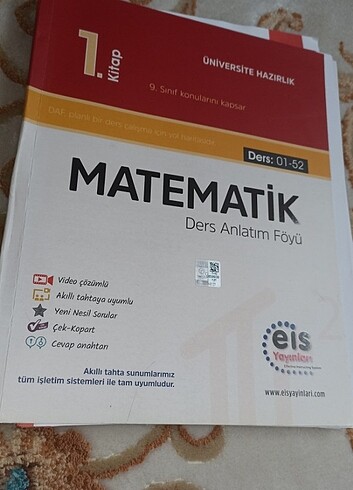 1.
Kitap
ÜNİVERSİTE HAZIRLIK
9. Sınıf konularını kapsar
Ders: 01-52
MATEMATİK
Ders Anlatım Föyü
Video çözümlü
Akıllı tahtaya uyumlu
Yeni Nesil Sorular
Çek-Kopart
Cevap anahtarı
eis
Yayınları
Akıllı tahta sunumlarımız
tüm işletim sistemleri ile tam uyumludur.
www.eisyayinlari.com